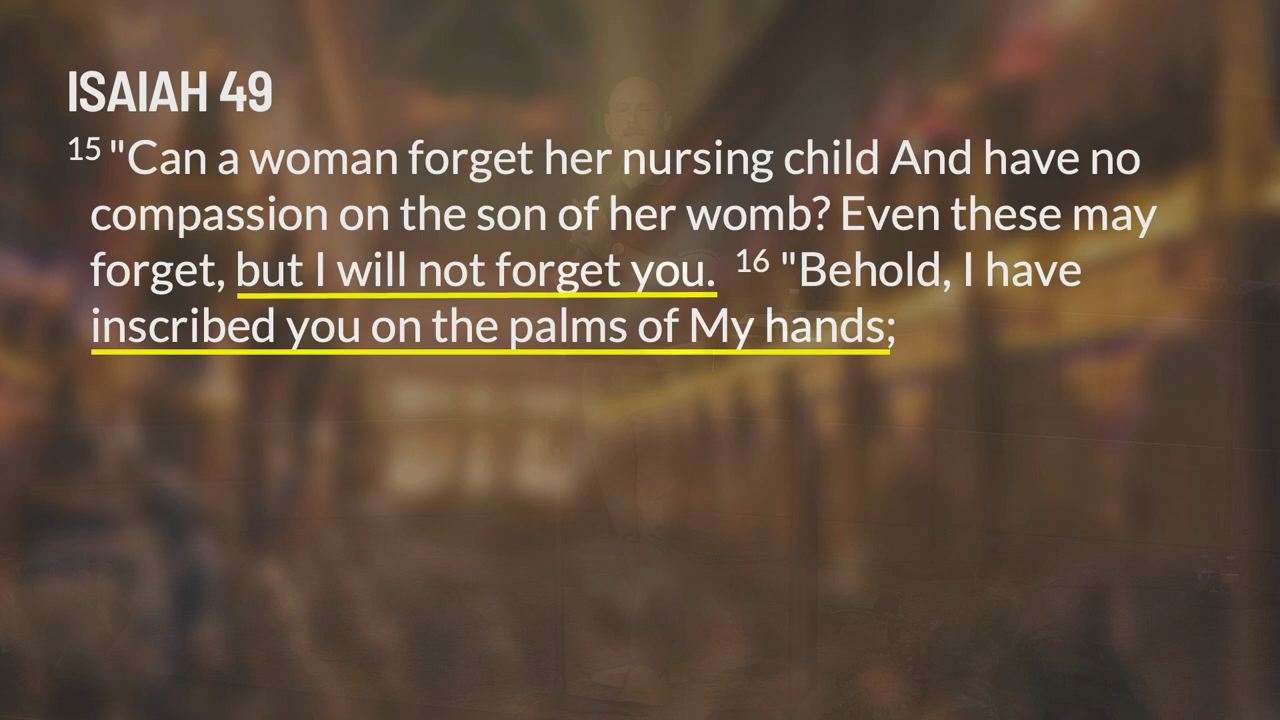 ISAIAH 49
15 "Can a woman forget her nursing child And have no
compassion on the son of her womb? Even these may
forget, but I will not forget you. 16 "Behold, I have
inscribed you on the palms of My hands;